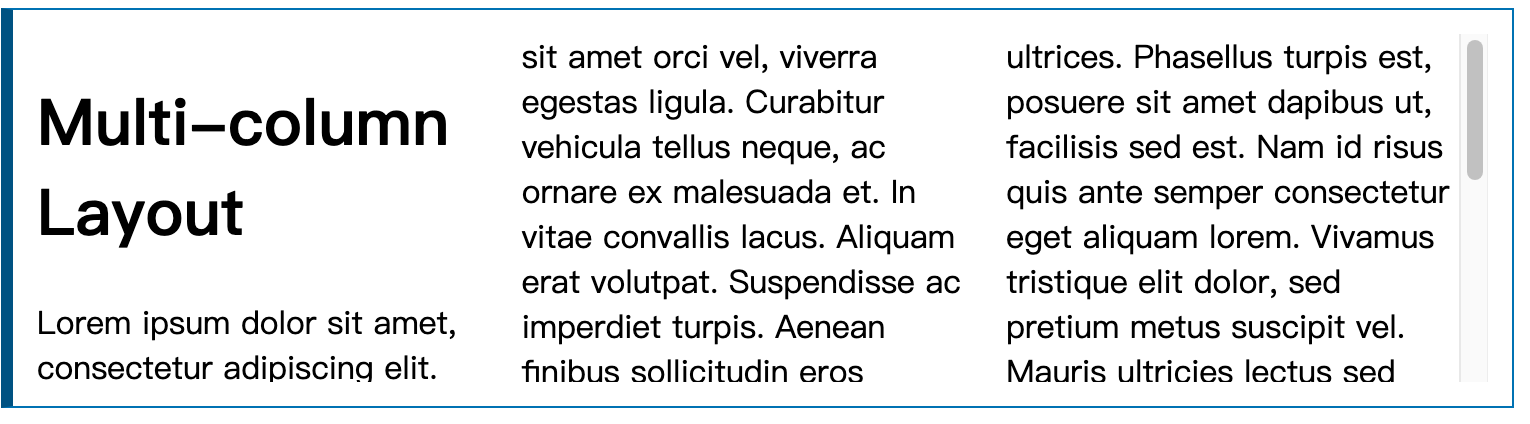 Multi-column
Layout
Lorem ipsum dolor sit amet,
consectetur adipiscing elit.
sit amet orci vel, viverra
egestas ligula. Curabitur
vehicula tellus neque, ac
ornare ex malesuada et. In
vitae convallis lacus. Aliquam
erat volutpat. Suspendisse ac
imperdiet turpis. Aenean
finibus sollicitudin eros
ultrices. Phasellus turpis est,
posuere sit amet dapibus ut,
facilisis sed est. Nam id risus
quis ante semper consectetur
eget aliquam lorem. Vivamus
tristique elit dolor, sed
pretium metus suscipit vel.
Mauris ultricies lectus sed